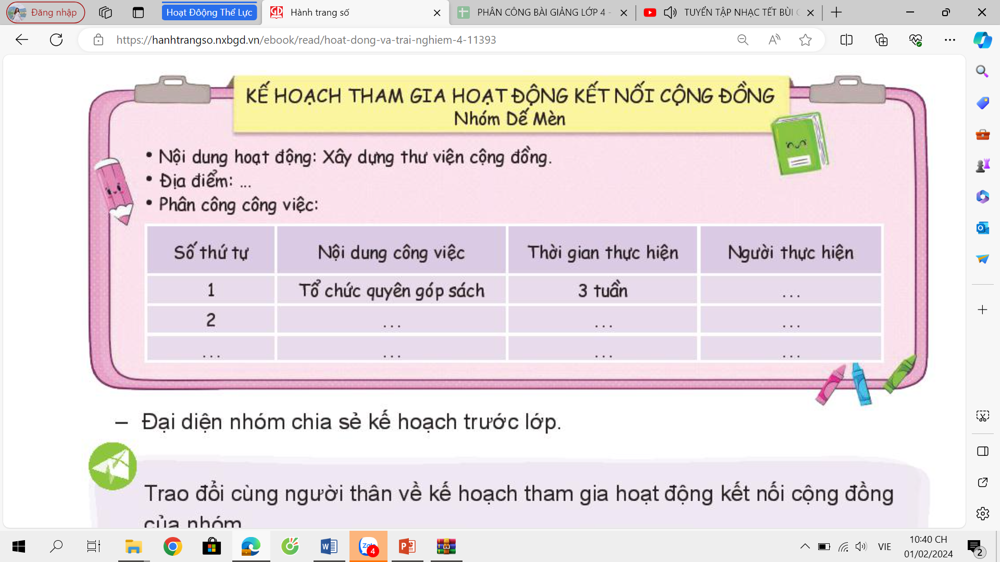 Đăng nhập
Hoạt Đôộng Thể Lực
Hành trang số
PHÂN CÔNG BÀI GIẢNG LỚP 4 -
TUYỂN TẬP NHẠC TẾT BÙI
https://hanhtrangso.nxbgd.vn/ebook/read/hoat-dong-va-trai-nghiem-4-11393
KẾ HOẠCH THAM GIA HOẠT ĐỘNG KẾT NỐI CỘNG ĐỒNG
Nhóm Dế Mèn
• Nội dung hoạt động: Xây dựng thư viện cộng đồng.
• Địa điểm: ...
• Phân công công việc:
Số thứ tự Nội dung công việc Thời gian thực hiện Người thực hiện
1 Tổ chức quyên góp sách 3 tuần ...
2 ... ... ...
... ... ... ...
– Đại diện nhóm chia sẻ kế hoạch trước lớp.
Trao đổi cùng người thân về kế hoạch tham gia hoạt động kết nối cộng đồng
của nhóm
Zalo
4
VIE
10:40 CH
01/02/2024
2